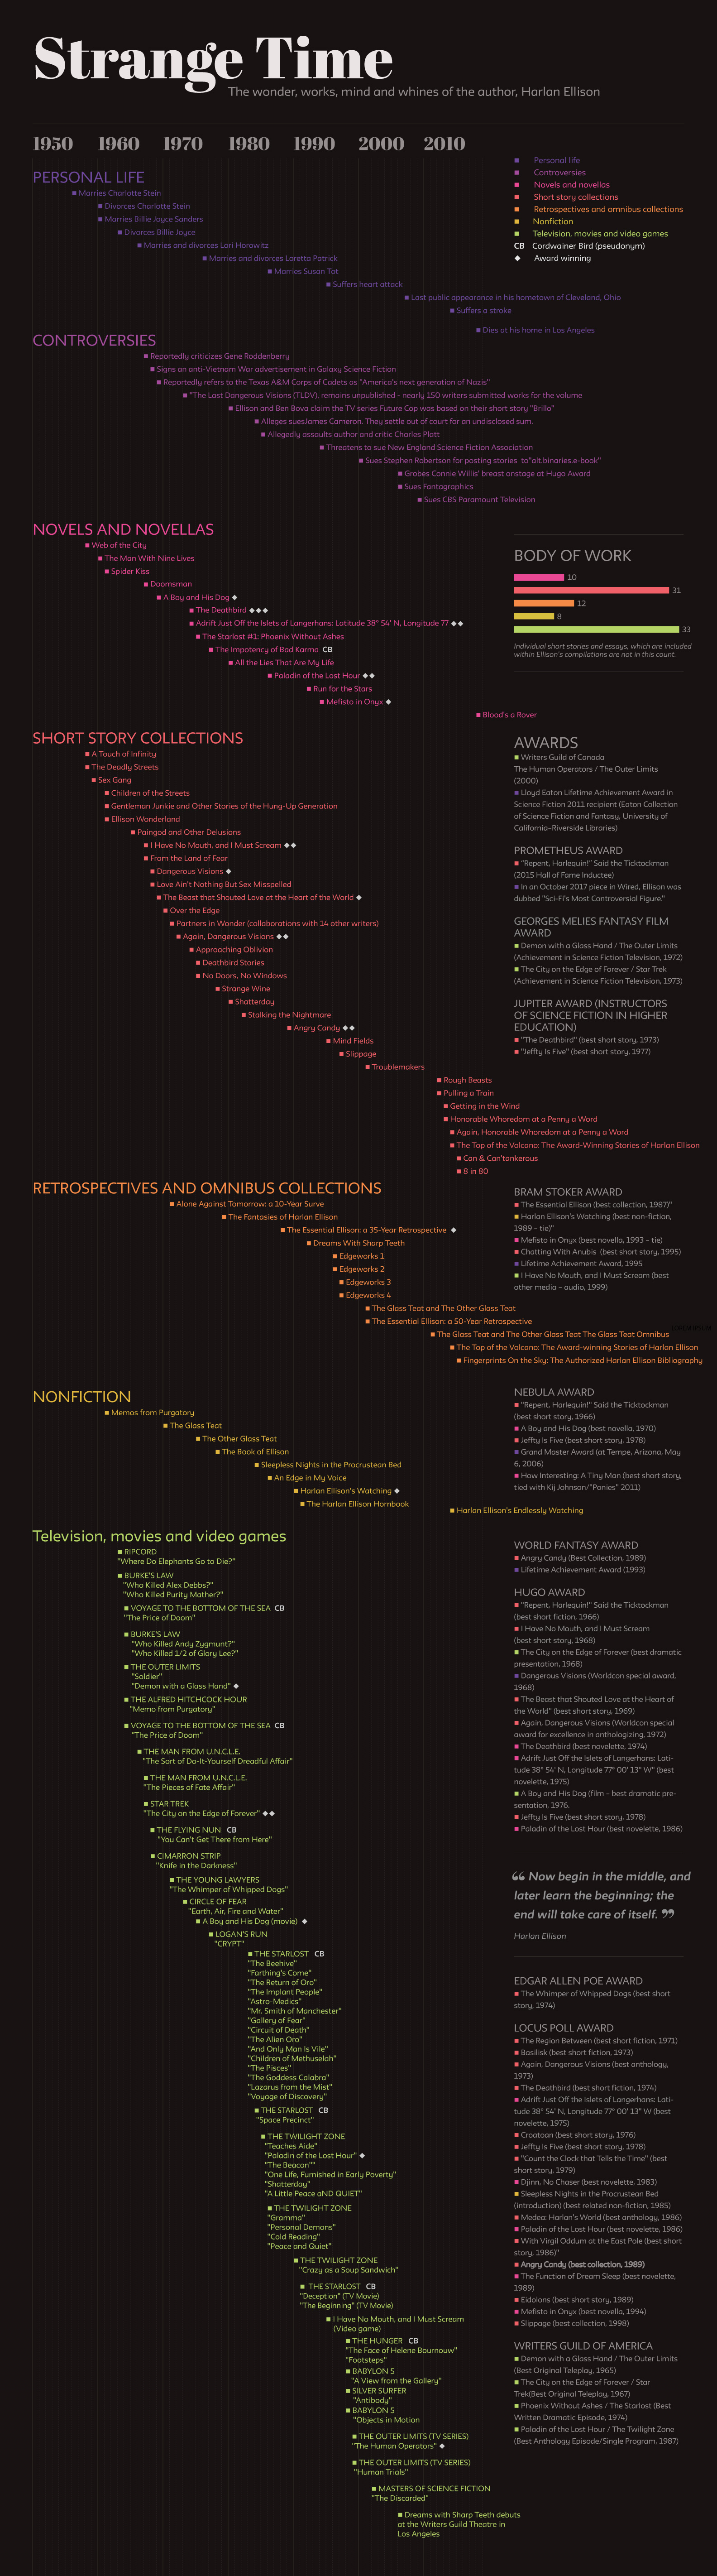 Strange Time
The wonder, works, mind and whines of the author, Harlan Ellison
1950 1960 1970 1980 1990 2000 2010
Personal life
Controversies
Novels and novellas
Short story collections
Retrospectives and omnibus collections
Nonfiction
Television, movies and video games
CB Cordwainer Bird (pseudonym)
◆ Award winning
PERSONAL LIFE
Marries Charlotte Stein
Divorces Charlotte Stein
Marries Billie Joyce Sanders
Divorces Billie Joyce
Marries and divorces Lori Horowitz
Marries and divorces Loretta Patrick
Marries Susan Tot
Suffers heart attack
Last public appearance in his hometown of Cleveland, Ohio
Suffers a stroke
Dies at his home in Los Angeles
CONTROVERSIES
Reportedly criticizes Gene Roddenberry
Signs an anti-Vietnam War advertisement in Galaxy Science Fiction
Reportedly refers to the Texas A&M Corps of Cadets as "America's next generation of Nazis"
"The Last Dangerous Visions (TLDV), remains unpublished - nearly 150 writers submitted works for the volume
Ellison and Ben Bova claim the TV series Future Cop was based on their short story "Brillo"
Alleges suesJames Cameron. They settle out of court for an undisclosed sum.
Allegedly assaults author and critic Charles Platt
Threatens to sue New England Science Fiction Association
Sues Stephen Robertson for posting stories to"alt.binaries.e-book"
Grobes Connie Willis' breast onstage at Hugo Award
Sues Fantagraphics
Sues CBS Paramount Television
NOVELS AND NOVELLAS
Web of the City
The Man With Nine Lives
Spider Kiss
Doomsman
A Boy and His Dog ◆
The Deathbird ◆◆◆
Adrift Just Off the Islets of Langerhans: Latitude 38° 54' N, Longitude 77 ◆◆
The Starlost #1: Phoenix Without Ashes
The Impotency of Bad Karma CB
All the Lies That Are My Life
Paladin of the Lost Hour ◆◆
Run for the Stars
Mefisto in Onyx ◆
Blood's a Rover
BODY OF WORK
10
31
12
8
33
Individual short stories and essays, which are included
within Ellison's compilations are not in this count.
SHORT STORY COLLECTIONS
A Touch of Infinity
The Deadly Streets
Sex Gang
Children of the Streets
Gentleman Junkie and Other Stories of the Hung-Up Generation
Ellison Wonderland
Paingod and Other Delusions
I Have No Mouth, and I Must Scream ◆◆
From the Land of Fear
Dangerous Visions ◆
Love Ain't Nothing But Sex Misspelled
The Beast that Shouted Love at the Heart of the World ◆
Over the Edge
Partners in Wonder (collaborations with 14 other writers)
Again, Dangerous Visions ◆◆
Approaching Oblivion
Deathbird Stories
No Doors, No Windows
Strange Wine
Shatterday
Stalking the Nightmare
Angry Candy ◆◆
Mind Fields
Slippage
Troublemakers
Rough Beasts
Pulling a Train
Getting in the Wind
Honorable Whoredom at a Penny a Word
Again, Honorable Whoredom at a Penny a Word
The Top of the Volcano: The Award-Winning Stories of Harlan Ellison
Can & Can'tankerous
8 in 80
RETROSPECTIVES AND OMNIBUS COLLECTIONS
Alone Against Tomorrow: a 10-Year Surve
The Fantasies of Harlan Ellison
The Essential Ellison: a 35-Year Retrospective ◆
Dreams With Sharp Teeth
Edgeworks 1
Edgeworks 2
Edgeworks 3
Edgeworks 4
The Glass Teat and The Other Glass Teat
The Essential Ellison: a 50-Year Retrospective
The Glass Teat and The Other Glass Teat The Glass Teat Omnibus
The Top of the Volcano: The Award-winning Stories of Harlan Ellison
Fingerprints On the Sky: The Authorized Harlan Ellison Bibliography
NONFICTION
Memos from Purgatory
The Glass Teat
The Other Glass Teat
The Book of Ellison
Sleepless Nights in the Procrustean Bed
An Edge in My Voice
Harlan Ellison's Watching ◆
The Harlan Ellison Hornbook
Harlan Ellison's Endlessly Watching
Television, movies and video games
RIPCORD
"Where Do Elephants Go to Die?"
BURKE'S LAW
"Who Killed Alex Debbs?"
"Who Killed Purity Mather?"
VOYAGE TO THE BOTTOM OF THE SEA CB
"The Price of Doom"
BURKE'S LAW
"Who Killed Andy Zygmunt?"
"Who Killed 1/2 of Glory Lee?"
THE OUTER LIMITS
"Soldier"
"Demon with a Glass Hand" ◆
THE ALFRED HITCHCOCK HOUR
"Memo from Purgatory"
VOYAGE TO THE BOTTOM OF THE SEA CB
"The Price of Doom"
THE MAN FROM U.N.C.L.E.
"The Sort of Do-It-Yourself Dreadful Affair"
THE MAN FROM U.N.C.L.E.
"The Pieces of Fate Affair"
STAR TREK
"The City on the Edge of Forever" ◆◆
THE FLYING NUN CB
"You Can't Get There from Here"
CIMARRON STRIP
"Knife in the Darkness"
THE YOUNG LAWYERS
"The Whimper of Whipped Dogs"
CIRCLE OF FEAR
"Earth, Air, Fire and Water"
A Boy and His Dog (movie) ◆
LOGAN'S RUN
"CRYPT"
THE STARLOST CB
"The Beehive"
"Farthing's Come"
"The Return of Oro"
"The Implant People"
"Astro-Medics"
"Mr. Smith of Manchester"
"Gallery of Fear"
"Circuit of Death"
"The Alien Oro"
"And Only Man Is Vile"
"Children of Methuselah"
"The Pisces"
"The Goddess Calabra"
"Lazarus from the Mist"
"Voyage of Discovery"
THE STARLOST CB
"Space Precinct"
THE TWILIGHT ZONE
"Teaches Aide"
"Paladin of the Lost Hour" ◆
"The Beacon""
"One Life, Furnished in Early Poverty"
"Shatterday"
"A Little Peace aND QUIET"
THE TWILIGHT ZONE
"Gramma"
"Personal Demons"
"Cold Reading"
"Peace and Quiet"
THE TWILIGHT ZONE
"Crazy as a Soup Sandwich"
THE STARLOST CB
"Deception" (TV Movie)
"The Beginning" (TV Movie)
I Have No Mouth, and I Must Scream
(Video game)
THE HUNGER CB
"The Face of Helene Bournouw"
"Footsteps"
BABYLON 5
"A View from the Gallery"
SILVER SURFER
"Antibody"
BABYLON 5
"Objects in Motion
THE OUTER LIMITS (TV SERIES)
"The Human Operators" ◆
THE OUTER LIMITS (TV SERIES)
"Human Trials"
MASTERS OF SCIENCE FICTION
"The Discarded"
Dreams with Sharp Teeth debuts
at the Writers Guild Theatre in
Los Angeles
AWARDS
Writers Guild of Canada
The Human Operators / The Outer Limits
(2000)
Lloyd Eaton Lifetime Achievement Award in
Science Fiction 2011 recipient (Eaton Collection
of Science Fiction and Fantasy, University of
California-Riverside Libraries)
PROMETHEUS AWARD
"Repent, Harlequin!" Said the Ticktockman
(2015 Hall of Fame Inductee)
In an October 2017 piece in Wired, Ellison was
dubbed "Sci-Fi's Most Controversial Figure."
GEORGES MELIES FANTASY FILM
AWARD
Demon with a Glass Hand / The Outer Limits
(Achievement in Science Fiction Television, 1972)
The City on the Edge of Forever / Star Trek
(Achievement in Science Fiction Television, 1973)
JUPITER AWARD (INSTRUCTORS
OF SCIENCE FICTION IN HIGHER
EDUCATION)
"The Deathbird" (best short story, 1973)
"Jeffty Is Five" (best short story, 1977)
BRAM STOKER AWARD
The Essential Ellison (best collection, 1987)"
Harlan Ellison's Watching (best non-fiction,
1989 - tie)"
Mefisto in Onyx (best novella, 1993 - tie)
Chatting With Anubis (best short story, 1995)
Lifetime Achievement Award, 1995
I Have No Mouth, and I Must Scream (best
other media - audio, 1999)
NEBULA AWARD
"Repent, Harlequin!" Said the Ticktockman
(best short story, 1966)
A Boy and His Dog (best novella, 1970)
Jeffty Is Five (best short story, 1978)
Grand Master Award (at Tempe, Arizona, May
6, 2006)
How Interesting: A Tiny Man (best short story,
tied with Kij Johnson/"Ponies" 2011)
WORLD FANTASY AWARD
Angry Candy (Best Collection, 1989)
Lifetime Achievement Award (1993)
HUGO AWARD
"Repent, Harlequin!" Said the Ticktockman
(best short fiction, 1966)
I Have No Mouth, and I Must Scream
(best short story, 1968)
The City on the Edge of Forever (best dramatic
presentation, 1968)
Dangerous Visions (Worldcon special award,
1968)
The Beast that Shouted Love at the Heart of
the World" (best short story, 1969)
Again, Dangerous Visions (Worldcon special
award for excellence in anthologizing, 1972)
The Deathbird (best novelette, 1974)
Adrift Just Off the Islets of Langerhans: Lati-
tude 38° 54' N, Longitude 77° 00' 13" W" (best
novelette, 1975)
A Boy and His Dog (film - best dramatic pre-
sentation, 1976.
Jeffty Is Five (best short story, 1978)
Paladin of the Lost Hour (best novelette, 1986)
“ Now begin in the middle, and
later learn the beginning; the
end will take care of itself. ”
Harlan Ellison
EDGAR ALLEN POE AWARD
The Whimper of Whipped Dogs (best short
story, 1974)
LOCUS POLL AWARD
The Region Between (best short fiction, 1971)
Basilisk (best short fiction, 1973)
Again, Dangerous Visions (best anthology,
1973)
The Deathbird (best short fiction, 1974)
Adrift Just Off the Islets of Langerhans: Lati-
tude 38° 54' N, Longitude 77° 00' 13" W (best
novelette, 1975)
Croatoan (best short story, 1976)
Jeffty Is Five (best short story, 1978)
"Count the Clock that Tells the Time" (best
short story, 1979)
Djinn, No Chaser (best novelette, 1983)
Sleepless Nights in the Procrustean Bed
(introduction) (best related non-fiction, 1985)
Medea: Harlan's World (best anthology, 1986)
Paladin of the Lost Hour (best novelette, 1986)
With Virgil Oddum at the East Pole (best short
story, 1986)"
Angry Candy (best collection, 1989)
The Function of Dream Sleep (best novelette,
1989)
Eidolons (best short story, 1989)
Mefisto in Onyx (best novella, 1994)
Slippage (best collection, 1998)
WRITERS GUILD OF AMERICA
Demon with a Glass Hand / The Outer Limits
(Best Original Teleplay, 1965)
The City on the Edge of Forever / Star
Trek(Best Original Teleplay, 1967)
Phoenix Without Ashes / The Starlost (Best
Written Dramatic Episode, 1974)
Paladin of the Lost Hour / The Twilight Zone
(Best Anthology Episode/Single Program, 1987)